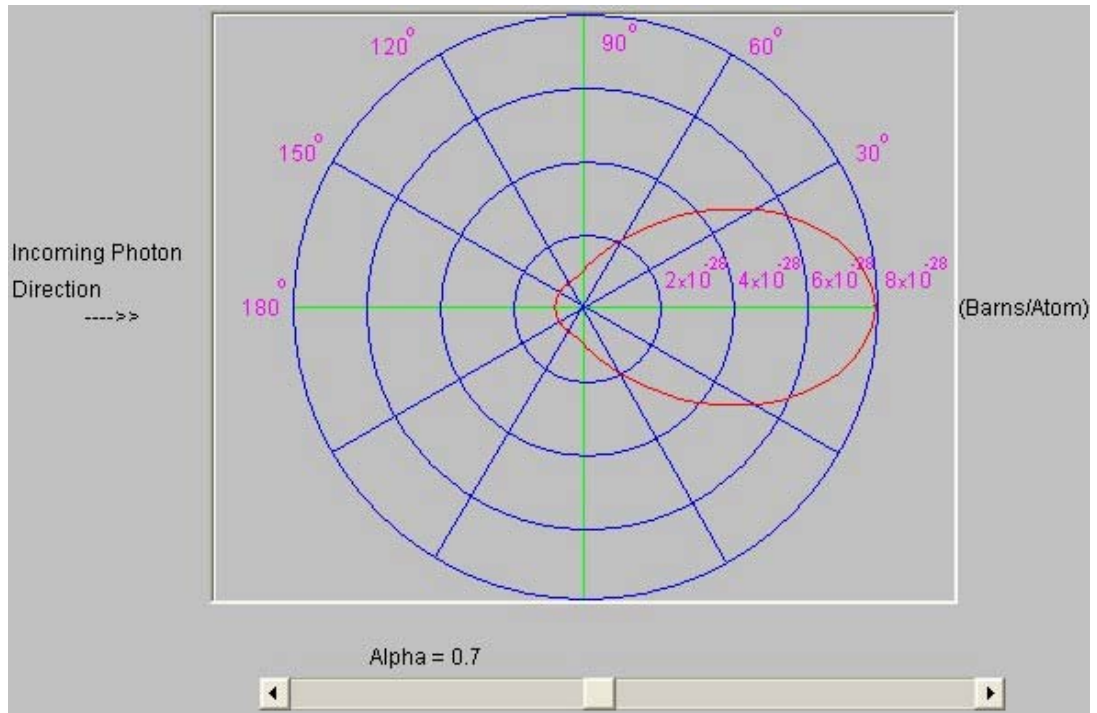 120°
90°
60°
150°
30°
Incoming Photon
Direction
---->>
180°
2x10⁻²⁸ 4x10⁻²⁸ 6x10⁻²⁸ 8x10⁻²⁸
(Barns/Atom)
Alpha = 0.7